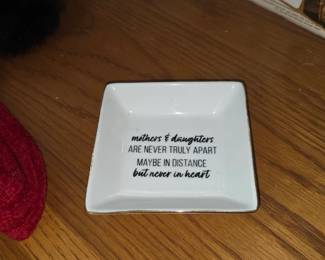 mothers & daughters
ARE NEVER TRULY APART
MAYBE IN DISTANCE
but never in heart